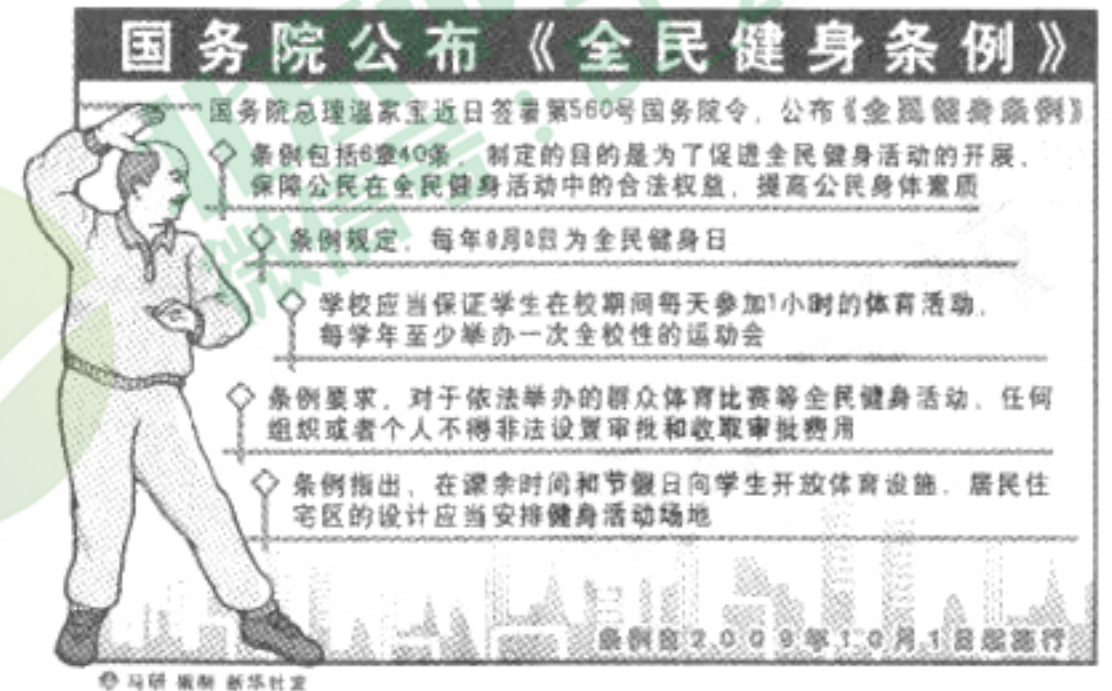 国务院公布《全民健身条例》
国务院总理温家宝近日签署第560号国务院令，公布《全民健身条例》
条例包括6章40条，制定的目的是为了促进全民健身活动的开展，
保障公民在全民健身活动中的合法权益，提高公民身体素质
条例规定，每年8月8日为全民健身日
学校应当保证学生在校期间每天参加1小时的体育活动，
每学年至少举办一次全校性的运动会
条例要求，对于依法举办的群众体育比赛等全民健身活动，任何
组织或者个人不得非法设置审批和收取审批费用
条例指出，在课余时间和节假日向学生开放体育设施，居民住
宅区的设计应当安排健身活动场地
条例自2009年10月1日起施行
马研 编制 新华社发
微信号：